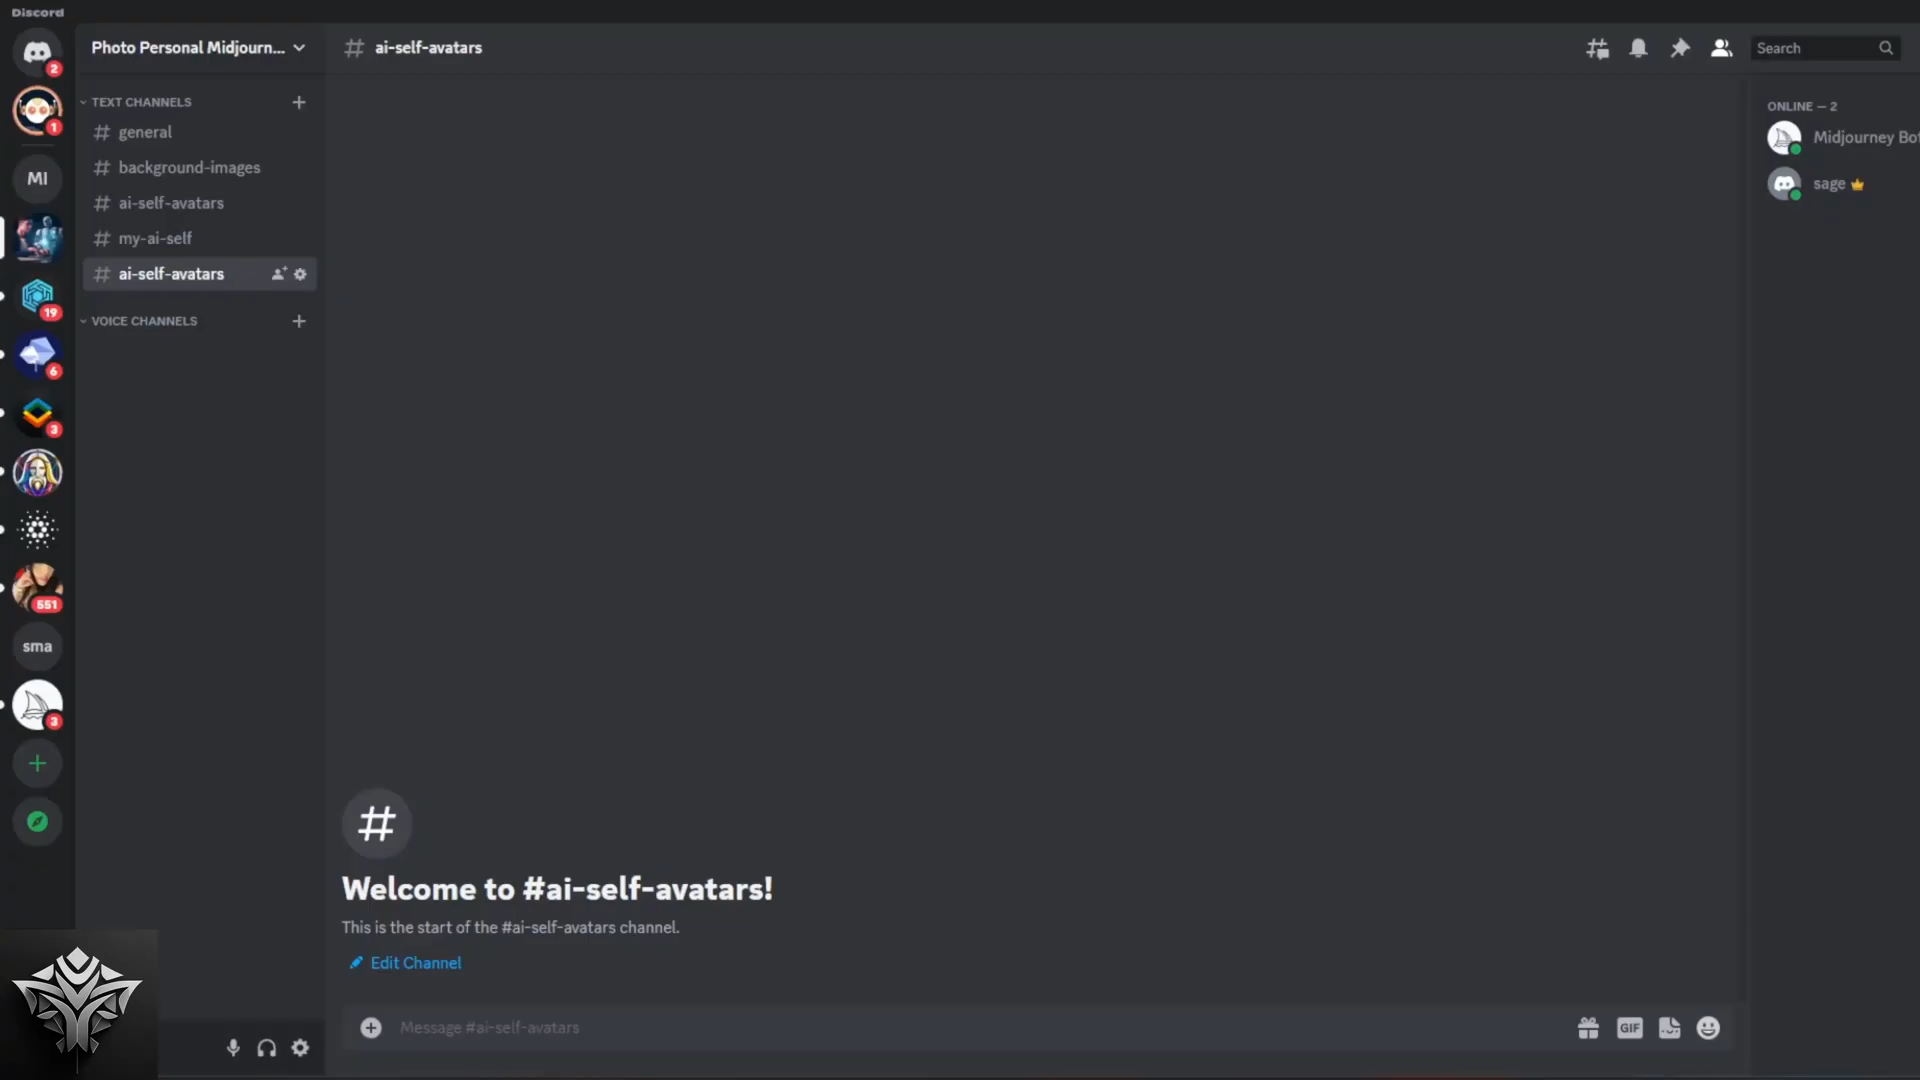 Discord
Photo Personal Midjourn...
ai-self-avatars
Search
2
1
MI
19
6
3
551
sma
3
TEXT CHANNELS
general
background-images
ai-self-avatars
my-ai-self
ai-self-avatars
VOICE CHANNELS
Welcome to #ai-self-avatars!
This is the start of the #ai-self-avatars channel.
Edit Channel
Message #ai-self-avatars
GIF
ONLINE — 2
Midjourney Bot
sage